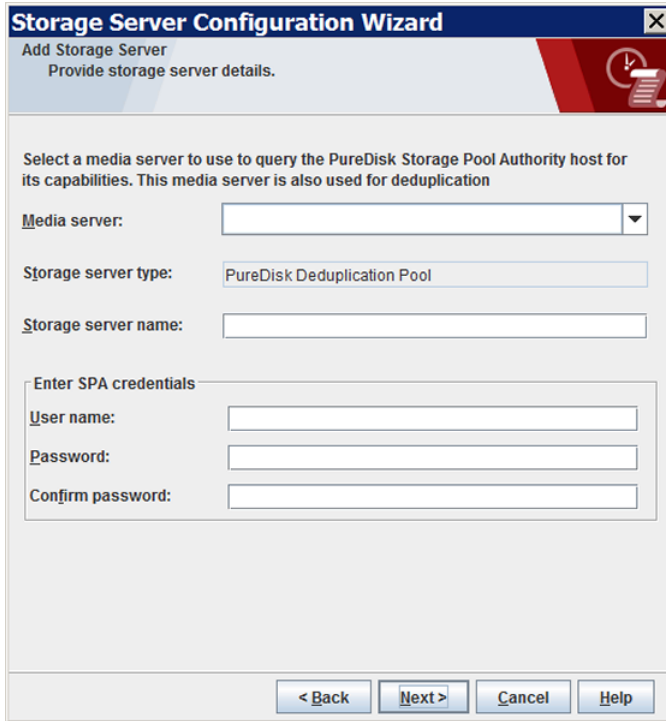 Storage Server Configuration Wizard
Add Storage Server
Provide storage server details.
Select a media server to use to query the PureDisk Storage Pool Authority host for
its capabilities. This media server is also used for deduplication
Media server:
Storage server type: PureDisk Deduplication Pool
Storage server name:
Enter SPA credentials
User name:
Password:
Confirm password:
< Back Next > Cancel Help